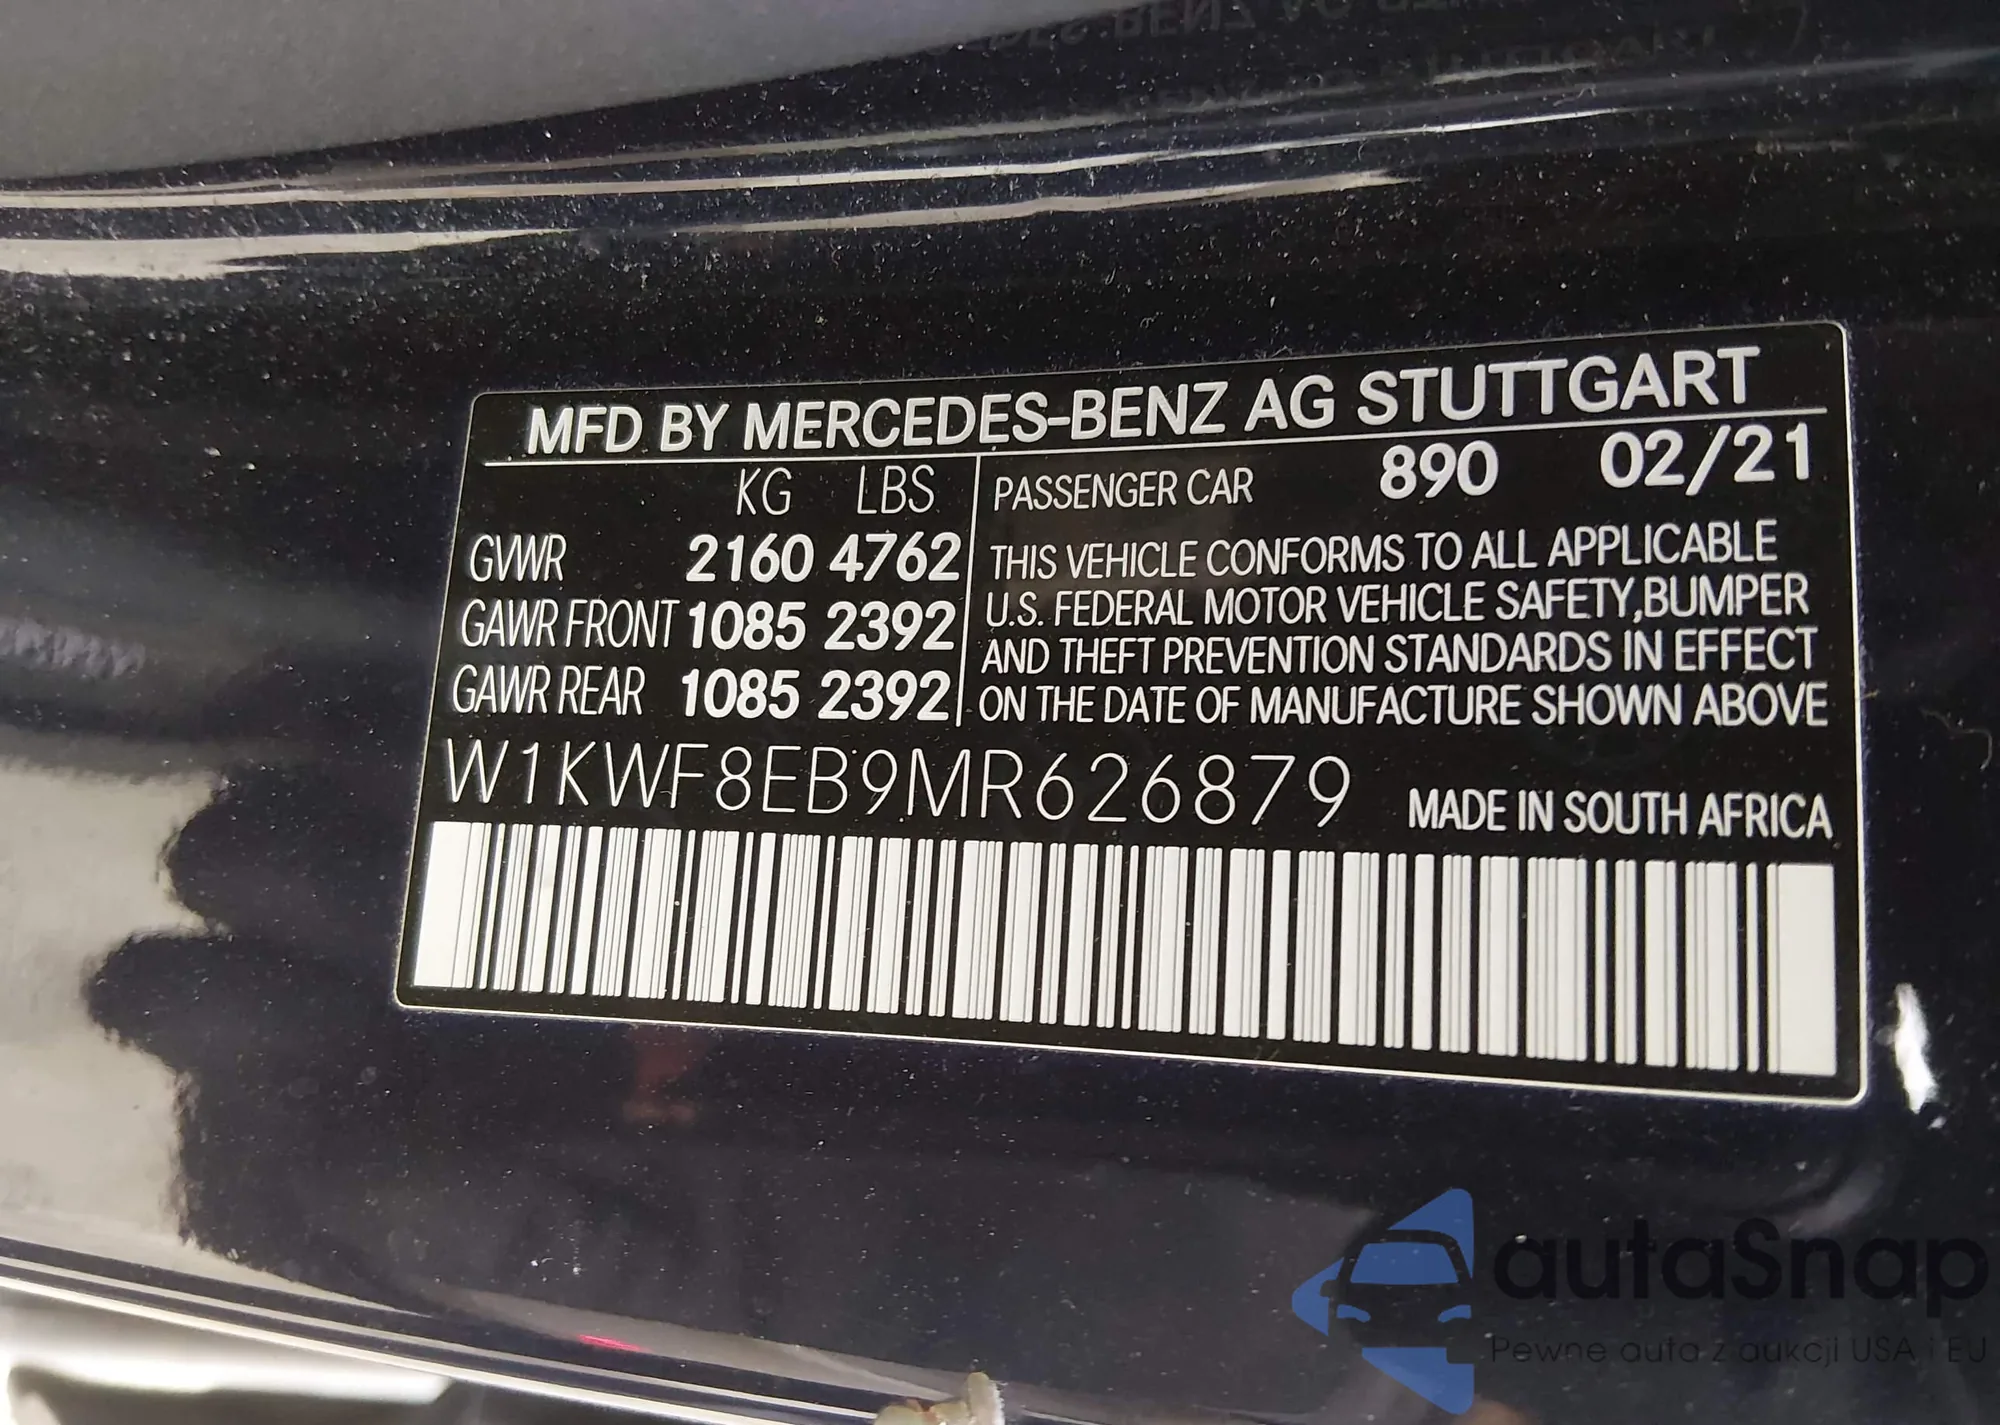 MFD BY MERCEDES-BENZ AG STUTTGART
KG LBS
GVWR 2160 4762
GAWR FRONT 1085 2392
GAWR REAR 1085 2392
PASSENGER CAR 890 02/21
THIS VEHICLE CONFORMS TO ALL APPLICABLE
U.S. FEDERAL MOTOR VEHICLE SAFETY,BUMPER
AND THEFT PREVENTION STANDARDS IN EFFECT
ON THE DATE OF MANUFACTURE SHOWN ABOVE
W1KWF8EB9MR626879
MADE IN SOUTH AFRICA
autaSnap
Pewne auta z aukcji USA i EU